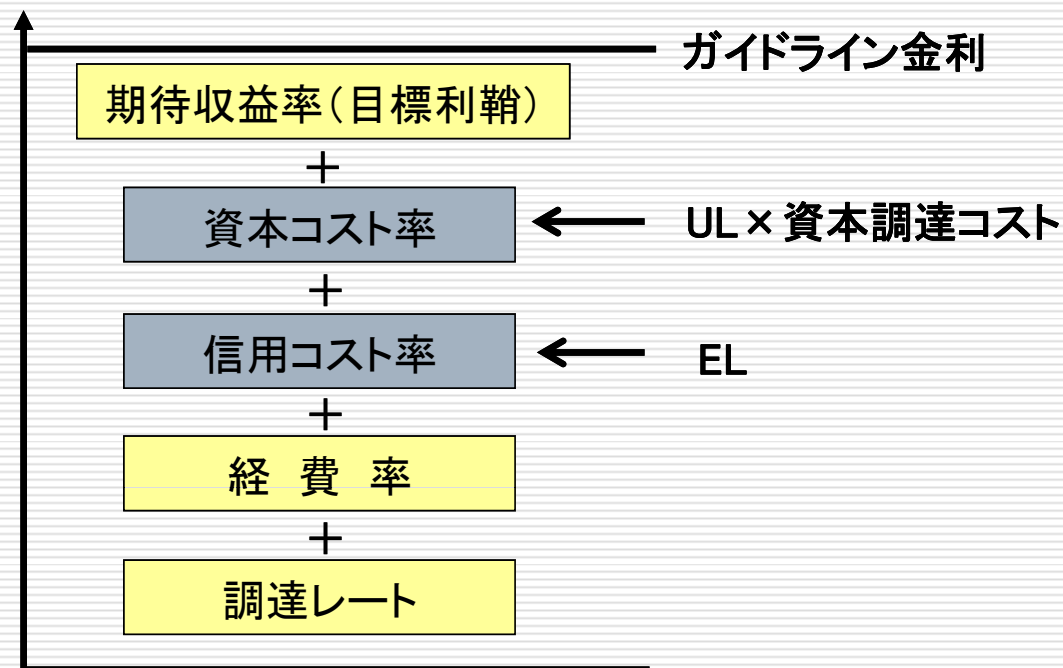 ガイドライン金利
期待収益率（目標利鞘）
＋
資本コスト率
UL×資本調達コスト
＋
信用コスト率
EL
＋
経 費 率
＋
調達レート